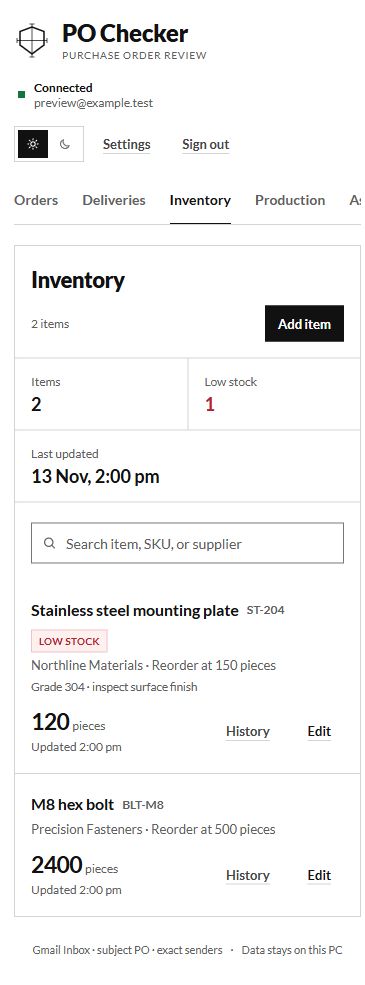 PO Checker
PURCHASE ORDER REVIEW
Connected
preview@example.test
Settings Sign out
Orders Deliveries Inventory Production
Inventory
2 items Add item
Items Low stock
2 1
Last updated
13 Nov, 2:00 pm
Search item, SKU, or supplier
Stainless steel mounting plate ST-204
LOW STOCK
Northline Materials · Reorder at 150 pieces
Grade 304 · inspect surface finish
120 pieces History Edit
Updated 2:00 pm
M8 hex bolt BLT-M8
Precision Fasteners · Reorder at 500 pieces
2400 pieces History Edit
Updated 2:00 pm
Gmail Inbox · subject PO · exact senders · Data stays on this PC